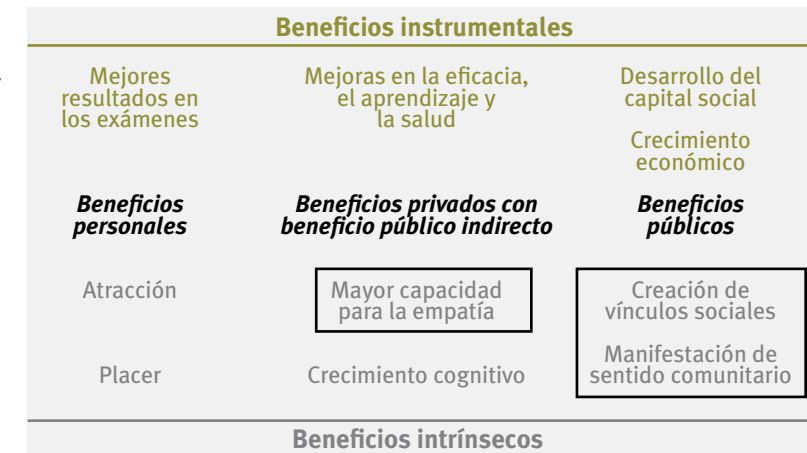 Beneficios instrumentales
Mejores
resultados en
los exámenes
Mejoras en la eficacia,
el aprendizaje y
la salud
Desarrollo del
capital social
Crecimiento
económico
Beneficios
personales
Beneficios privados con
beneficio público indirecto
Beneficios
públicos
Atracción
Mayor capacidad
para la empatía
Creación de
vínculos sociales
Placer
Crecimiento cognitivo
Manifestación de
sentido comunitario
Beneficios intrínsecos